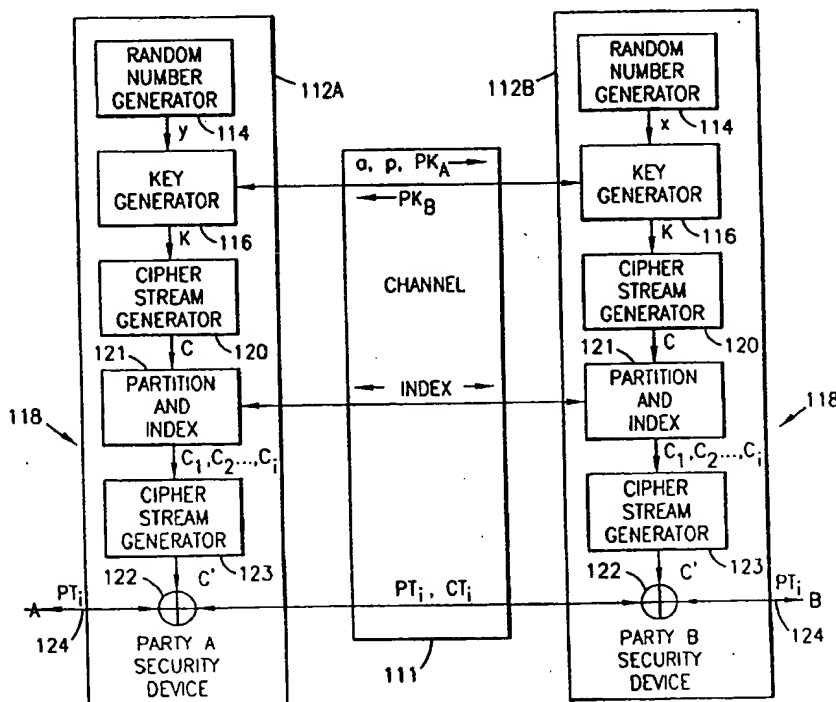 RANDOM
NUMBER
GENERATOR
112A
114
y
KEY
GENERATOR
116
K
CIPHER
STREAM
GENERATOR
120
C
121
PARTITION
AND
INDEX
118
C₁, C₂...,Cᵢ
CIPHER
STREAM
GENERATOR
123
C'
122
PTᵢ
A
124
PARTY A
SECURITY
DEVICE
a, p, PK_A
PK_B
CHANNEL
INDEX
PTᵢ, CTᵢ
111
RANDOM
NUMBER
GENERATOR
112B
114
x
KEY
GENERATOR
116
K
CIPHER
STREAM
GENERATOR
120
C
121
PARTITION
AND
INDEX
118
C₁, C₂...,Cᵢ
CIPHER
STREAM
GENERATOR
123
C'
122
PTᵢ
B
124
PARTY B
SECURITY
DEVICE